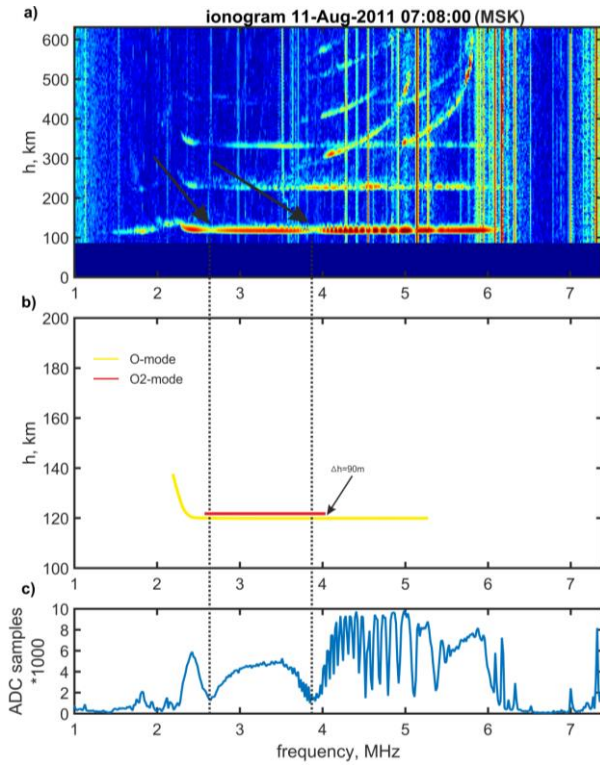 a)
ionogram 11-Aug-2011 07:08:00 (MSK)
h, km
600
500
400
300
200
100
0
1 2 3 4 5 6 7
b)
h, km
200
180
160
140
120
100
O-mode
O2-mode
Δh=90m
1 2 3 4 5 6 7
c)
ADC samples
*1000
10
8
6
4
2
0
1 2 3 4 5 6 7
frequency, MHz